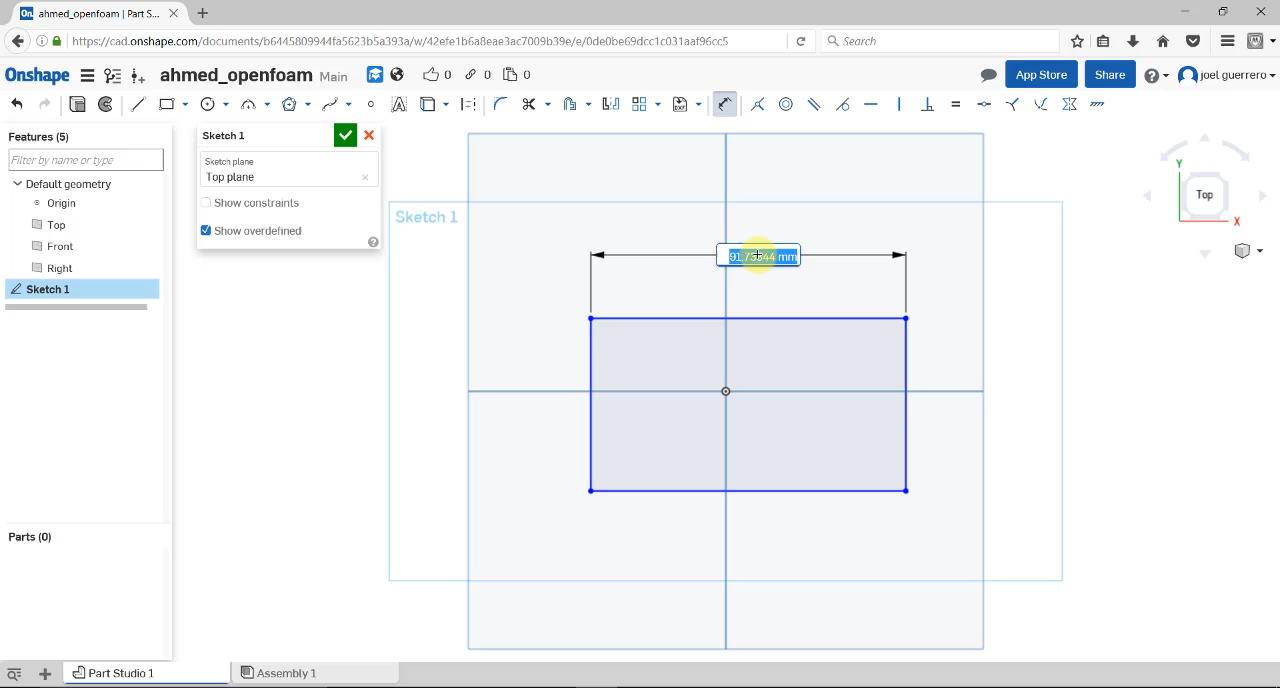 ahmed_openfoam | Part S...
https://cad.onshape.com/documents/b6445809944fa5623b5a393a/w/42efe1b6a8eae3ac7009b39e/e/0de0be69dcc1c031aaf96cc5
Search
Onshape
ahmed_openfoam Main
0
0
0
App Store
Share
joel guerrero
Features (5)
Filter by name or type
Default geometry
Origin
Top
Front
Right
Sketch 1
Parts (0)
Sketch 1
Sketch plane
Top plane
Show constraints
Show overdefined
Sketch 1
mm
Y
Top
X
Part Studio 1
Assembly 1